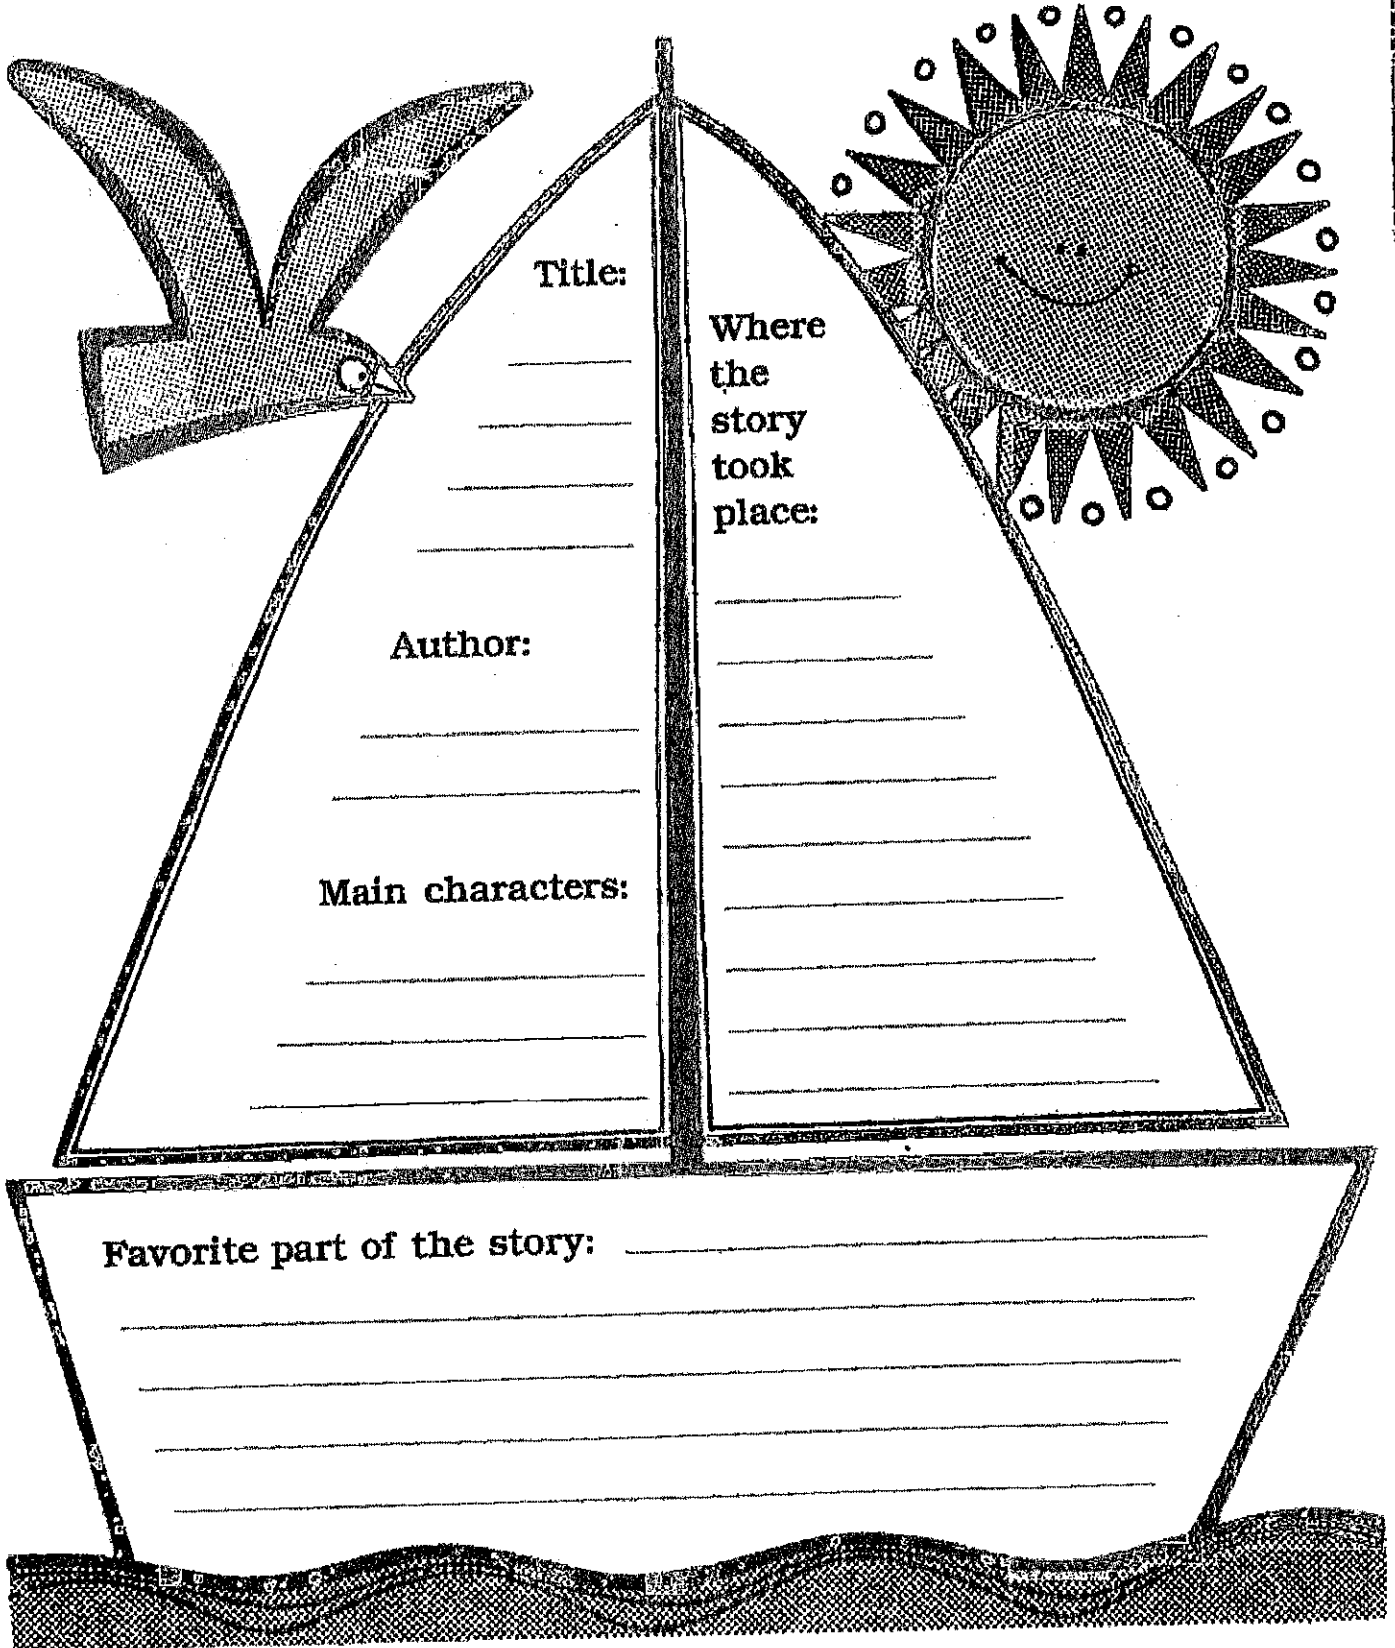 Title:
Author:
Main characters:
Where
the
story
took
place:
Favorite part of the story: